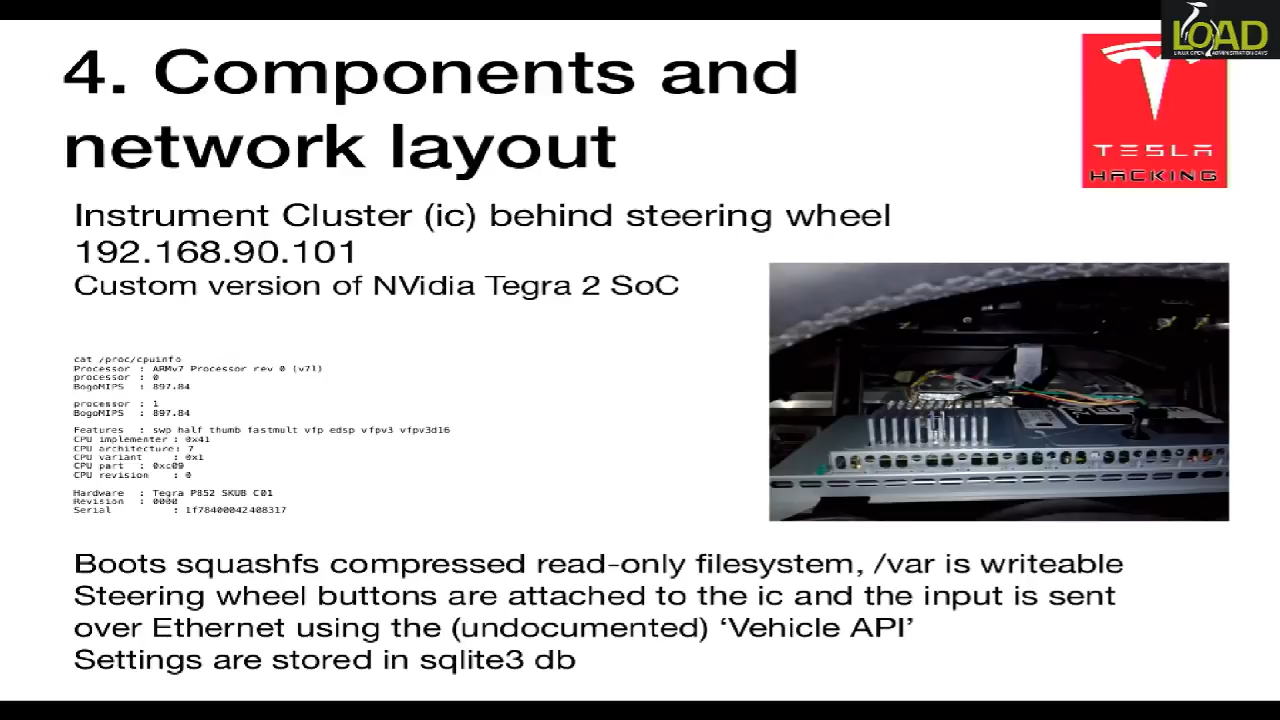 LOAD
LINUX OPEN ADMINISTRATION DAYS
4. Components and
network layout
TESLA
HACKING
Instrument Cluster (ic) behind steering wheel
192.168.90.101
Custom version of NVidia Tegra 2 SoC
cat /proc/cpuinfo
Processor : ARMv7 Processor rev 0 (v7l)
processor : 0
BogoMIPS : 897.84
processor : 1
BogoMIPS : 897.84
Features : swp half thumb fastmult vfp edsp vfpv3 vfpv3d16
CPU implementer : 0x41
CPU architecture: 7
CPU variant : 0x1
CPU part : 0xc09
CPU revision : 0
Hardware : Tegra P852 SKU8 C01
Revision : 0000
Serial : 1f78400042408317
Boots squashfs compressed read-only filesystem, /var is writeable
Steering wheel buttons are attached to the ic and the input is sent
over Ethernet using the (undocumented) ‘Vehicle API’
Settings are stored in sqlite3 db